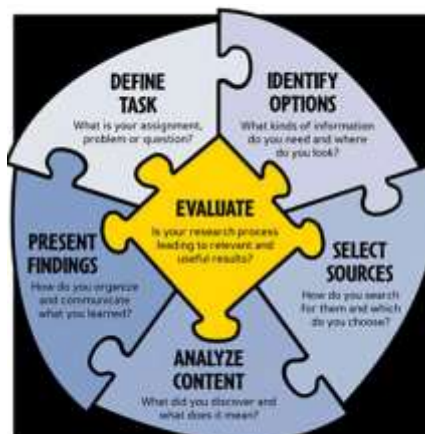 DEFINE
TASK
What is your assignment,
problem or question?
IDENTIFY
OPTIONS
What kinds of information
do you need and where
do you look?
SELECT
SOURCES
How do you search
for them and which
do you choose?
ANALYZE
CONTENT
What did you discover and
what does it mean?
PRESENT
FINDINGS
How do you organize
and communicate
what you learned?
EVALUATE
Is your research process
leading to relevant and
useful results?